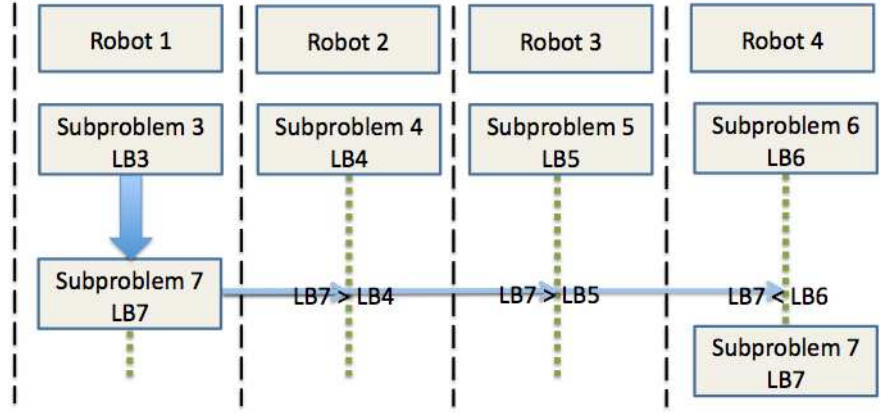 Robot 1
Robot 2
Robot 3
Robot 4
Subproblem 3
LB3
Subproblem 4
LB4
Subproblem 5
LB5
Subproblem 6
LB6
Subproblem 7
LB7
LB7 > LB4
LB7 > LB5
LB7 < LB6
Subproblem 7
LB7